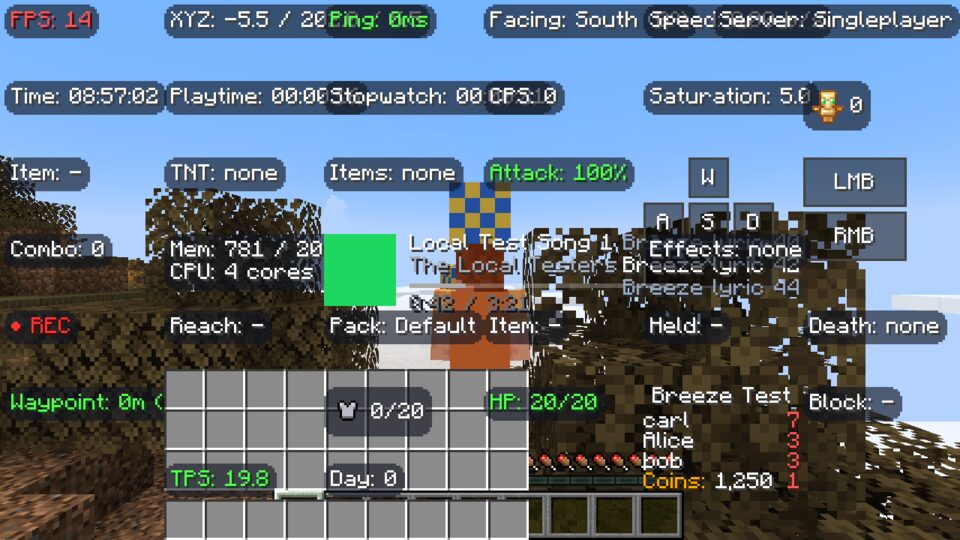 FPS: 14
XYZ: -5.5 / 20
Ping: 0ms
Facing: South
Speed
Server: Singleplayer
Time: 08:57:02
Playtime: 00:00
Stopwatch: 00
CPS:
Saturation: 5.0
0
Item: -
TNT: none
Items: none
Attack: 100%
W
LMB
A S D
RMB
Combo: 0
Mem: 781 / 20
CPU: 4 cores
Local Test Song 1,
The Local Testers
0:42 / 3:21
Effects: none
Breeze lyric 42
Breeze lyric 44
• REC
Reach: -
Pack: Default
Item: -
Held: -
Death: none
Waypoint: 0m (
0/20
HP: 20/20
Breeze Test
carl 7
Alice 3
bob 3
Coins: 1,250 1
Block: -
TPS: 19.8
Day: 0